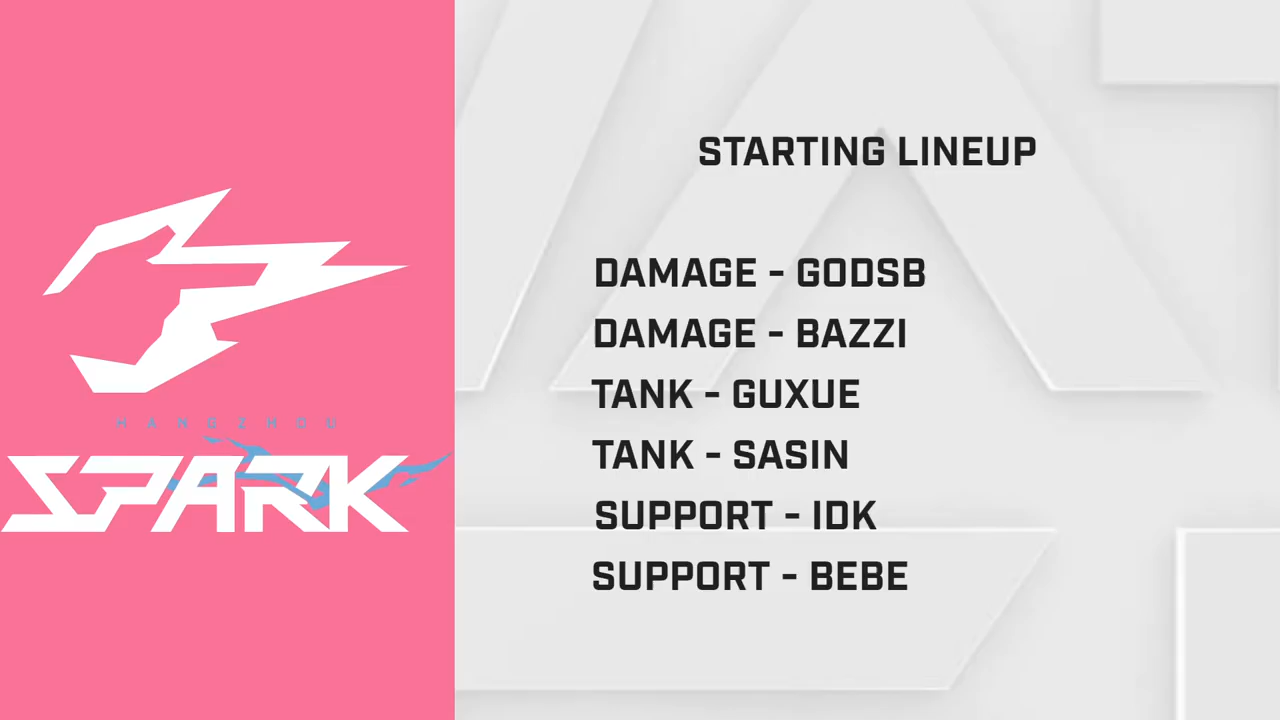 HANGZHOU
SPARK
STARTING LINEUP
DAMAGE - GODSB
DAMAGE - BAZZI
TANK - GUXUE
TANK - SASIN
SUPPORT - IDK
SUPPORT - BEBE